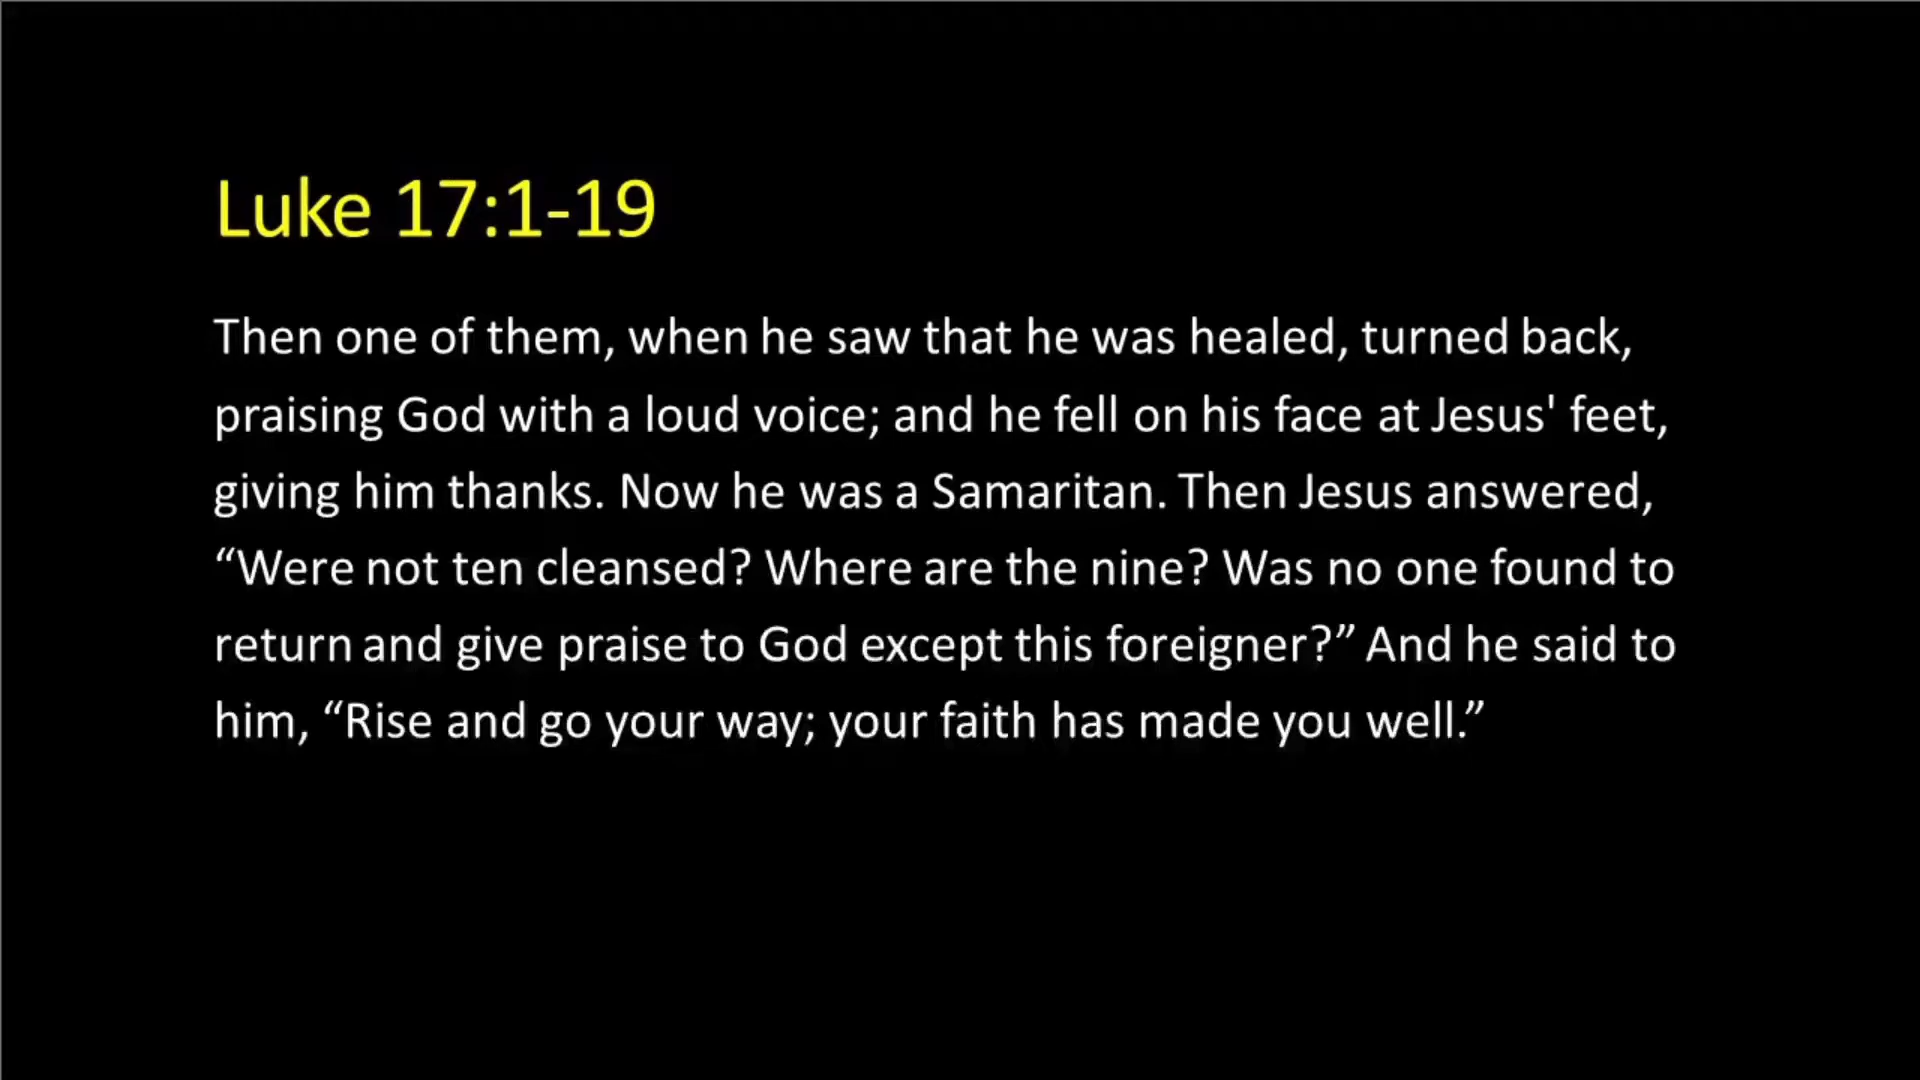 Luke 17:1-19
Then one of them, when he saw that he was healed, turned back,
praising God with a loud voice; and he fell on his face at Jesus' feet,
giving him thanks. Now he was a Samaritan. Then Jesus answered,
“Were not ten cleansed? Where are the nine? Was no one found to
return and give praise to God except this foreigner?” And he said to
him, “Rise and go your way; your faith has made you well.”